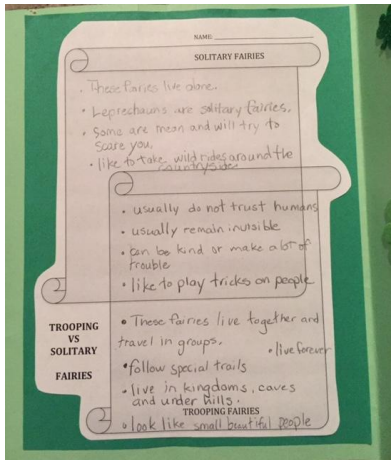 NAME:
SOLITARY FAIRIES
• These fairies live alone.
• Leprechauns are solitary fairies.
• Some are mean and will try to
scare you.
• like to take wild rides around the
countryside.
• usually do not trust humans
• usually remain invisible
• can be kind or make a lot of
trouble
• like to play tricks on people
TROOPING
VS
SOLITARY
FAIRIES
• These fairies live together and
travel in groups.
• live forever
• follow special trails
• live in kingdoms, caves
and under hills.
TROOPING FAIRIES
• look like small beautiful people